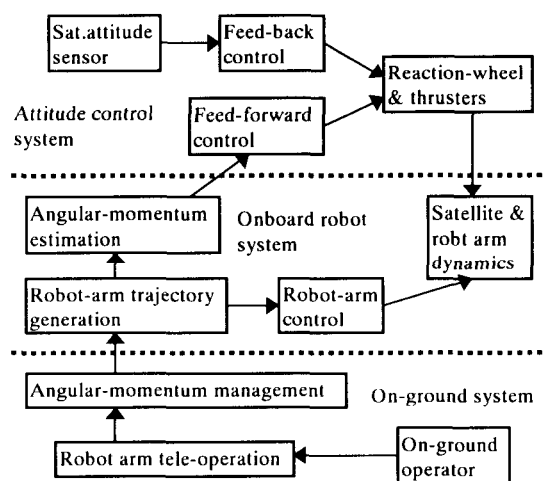 Sat.attitude
sensor
Feed-back
control
Reaction-wheel
& thrusters
Attitude control
system
Feed-forward
control
Angular-momentum
estimation
Onboard robot
system
Satellite &
robt arm
dynamics
Robot-arm trajectory
generation
Robot-arm
control
Angular-momentum management
On-ground system
Robot arm tele-operation
On-ground
operator